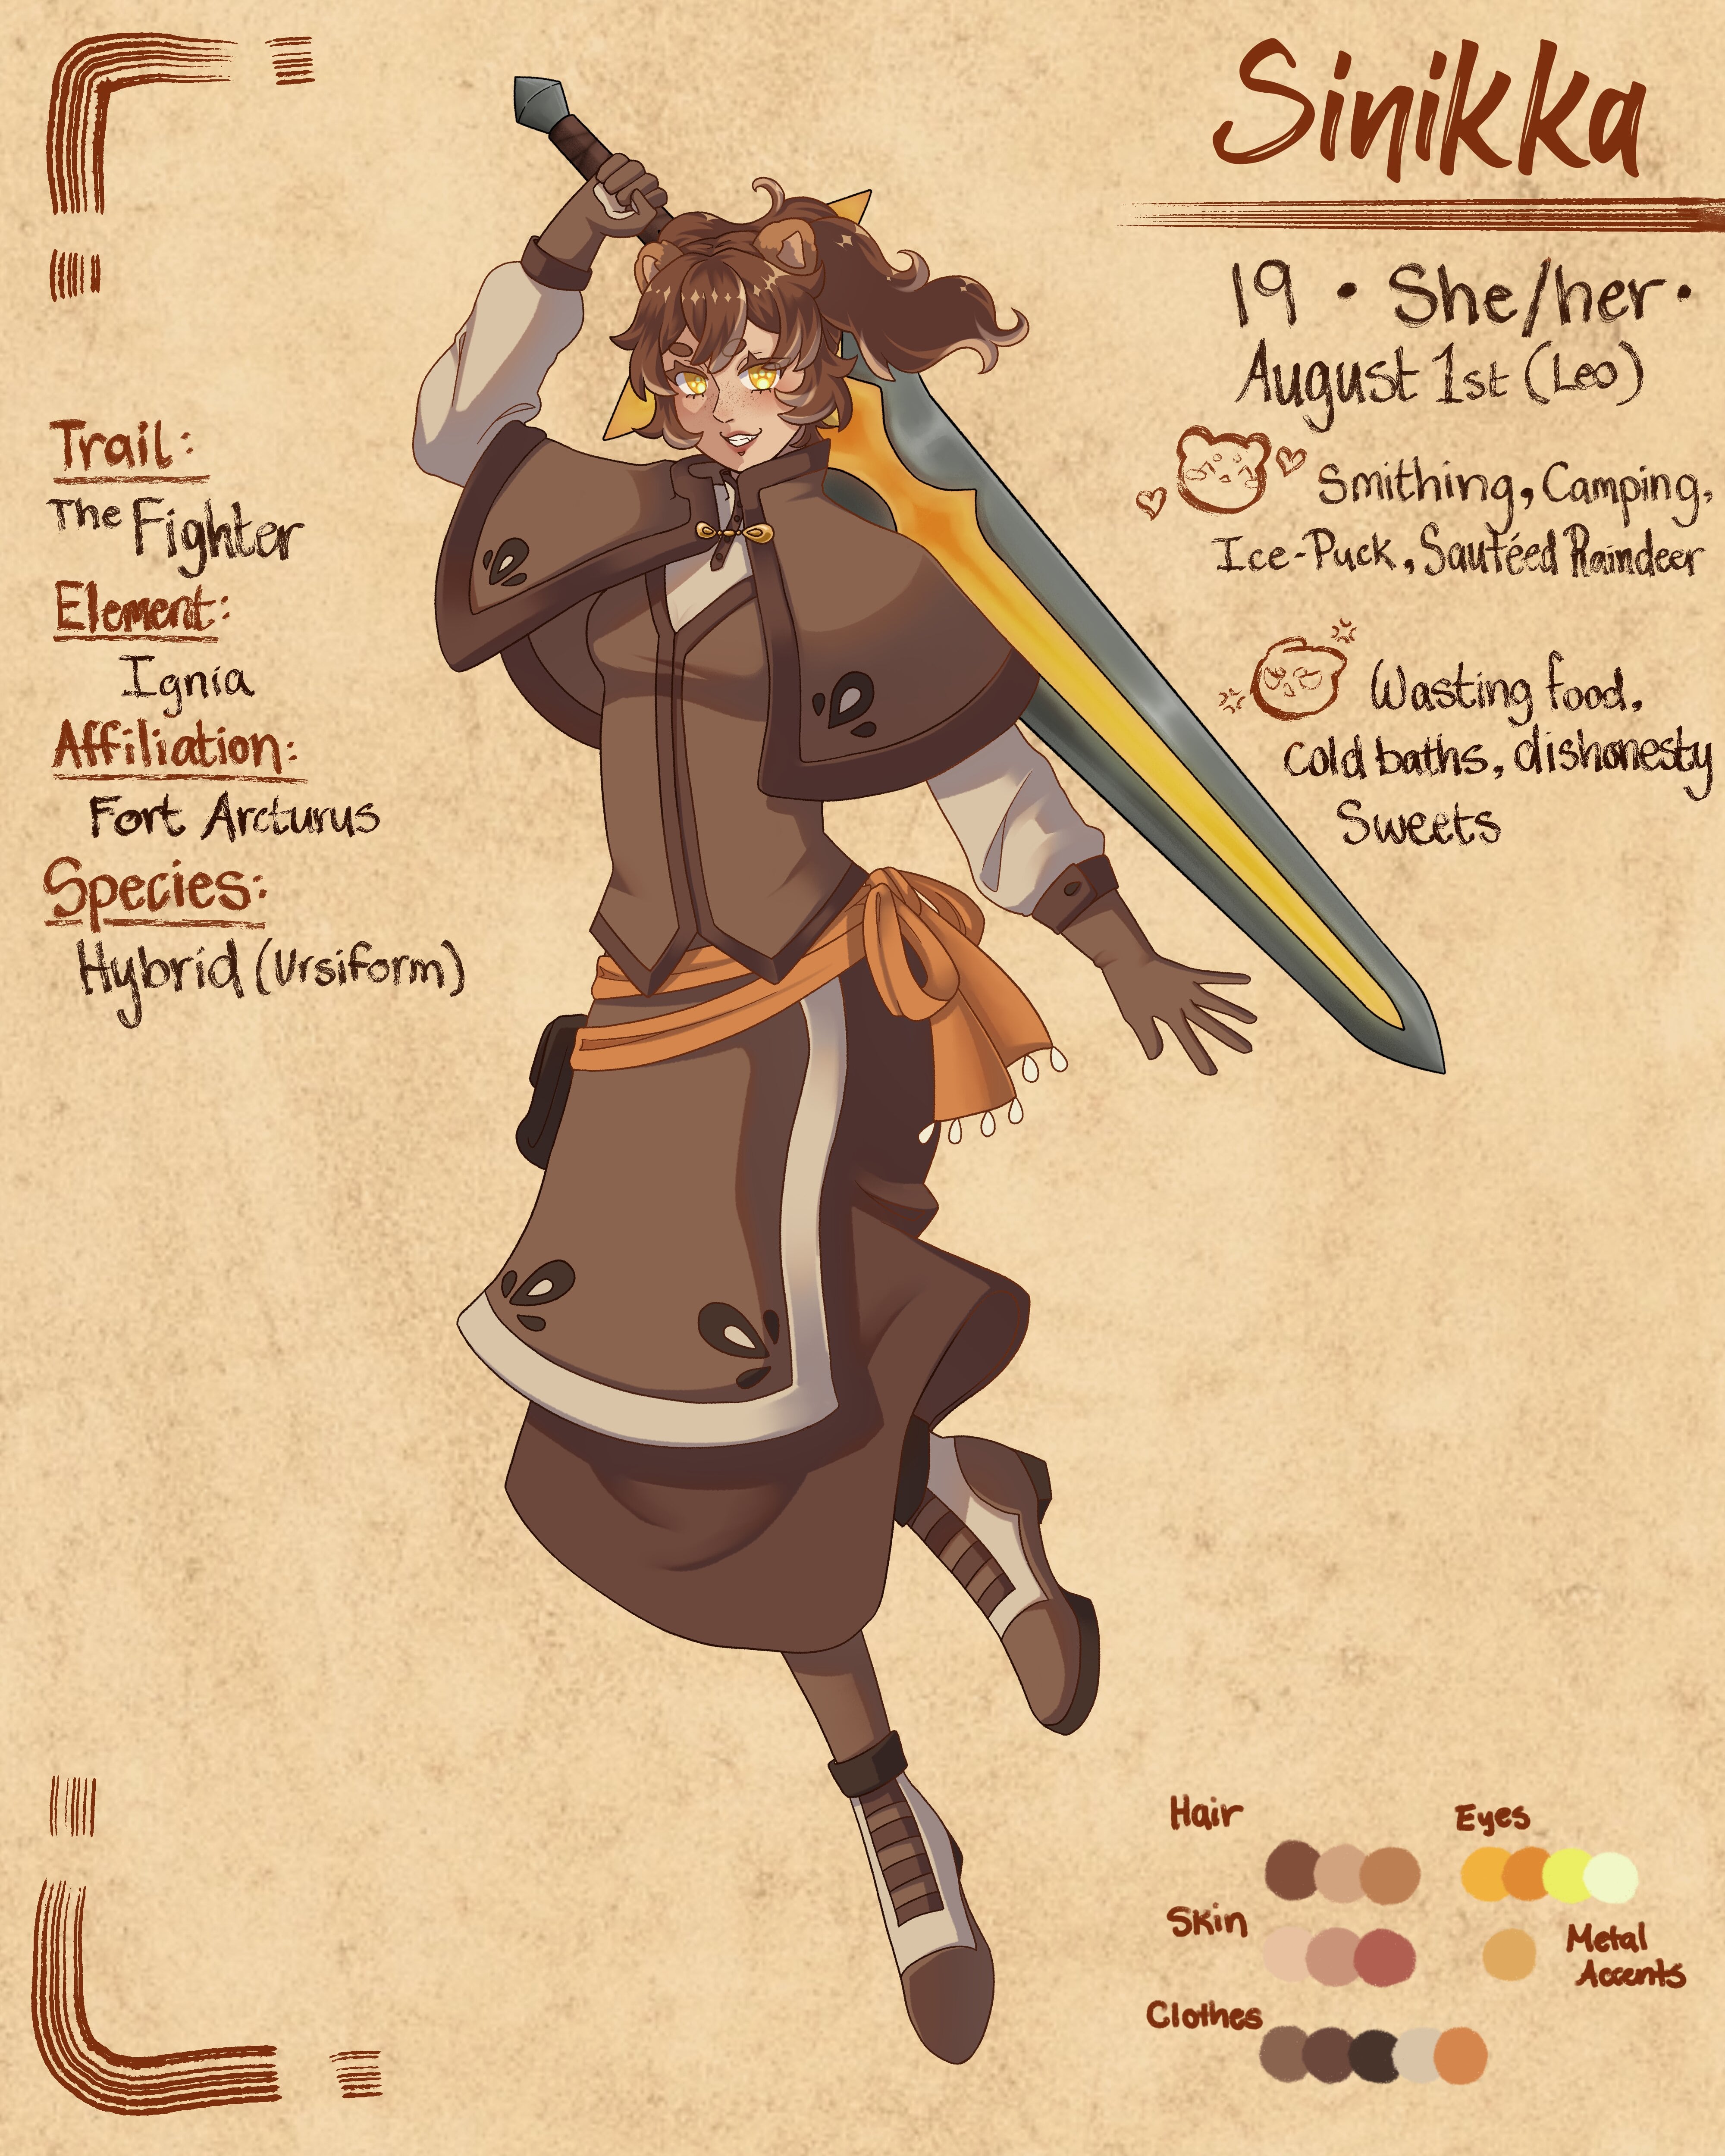 Sinikka
19 • She/her •
August 1st (Leo)
Smithing, Camping,
Ice-Puck, Sautéed Raindeer
Wasting food,
Cold baths, dishonesty
Sweets
Trail:
The Fighter
Element:
Ignia
Affiliation:
Fort Arcturus
Species:
Hybrid (Ursiform)
Hair
Eyes
Skin
Metal
Accents
Clothes